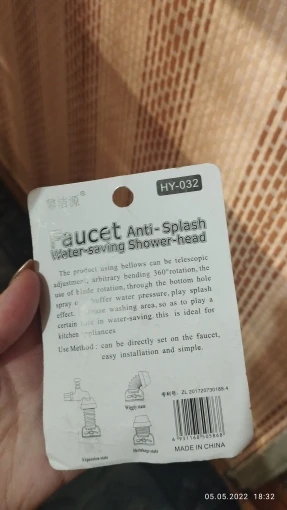 HY-032
Faucet Anti-Splash
Water-saving Shower-head
The product using bellows can be telescopic
adjustment, arbitrary bending 360°rotation, the
use of blade rotation, through the bottom hole
spray buffer water pressure, play splash
effect. washing area, so as to play a
certain in water-saving this is ideal for
kitchen appliances
Use Method: can be directly set on the faucet,
easy installation and simple.
MADE IN CHINA
05.05.2022 18:32